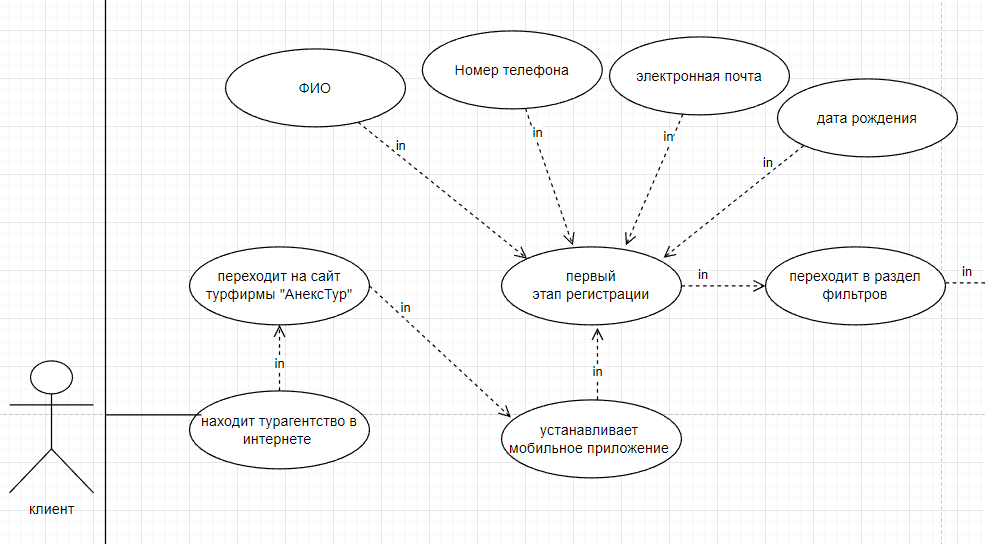 ФИО
Номер телефона
электронная почта
дата рождения
in
in
in
in
переходит на сайт
турфирмы "АнексТур"
in
первый
этап регистрации
in
переходит в раздел
фильтров
in
in
in
находит турагентство в
интернете
устанавливает
мобильное приложение
клиент